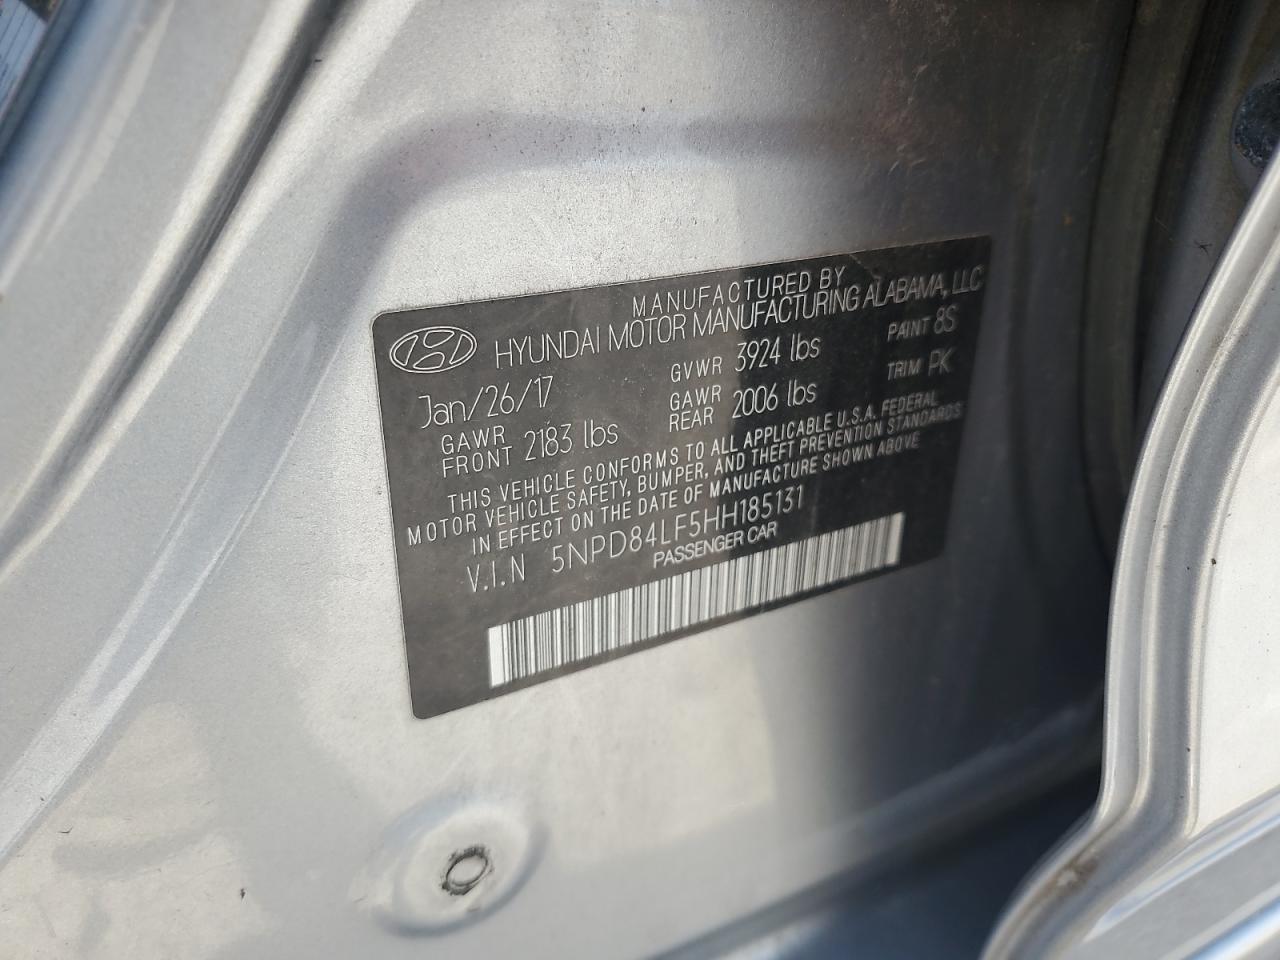 MANUFACTURED BY
HYUNDAI MOTOR MANUFACTURING ALABAMA, LLC
Jan/26/17 GVWR 3924 lbs PAINT 8S
GAWR FRONT 2183 lbs GAWR REAR 2006 lbs TRIM PK
THIS VEHICLE CONFORMS TO ALL APPLICABLE U.S.A. FEDERAL
MOTOR VEHICLE SAFETY, BUMPER, AND THEFT PREVENTION STANDARDS
IN EFFECT ON THE DATE OF MANUFACTURE SHOWN ABOVE
V.I.N 5NPD84LF5HH185131
PASSENGER CAR